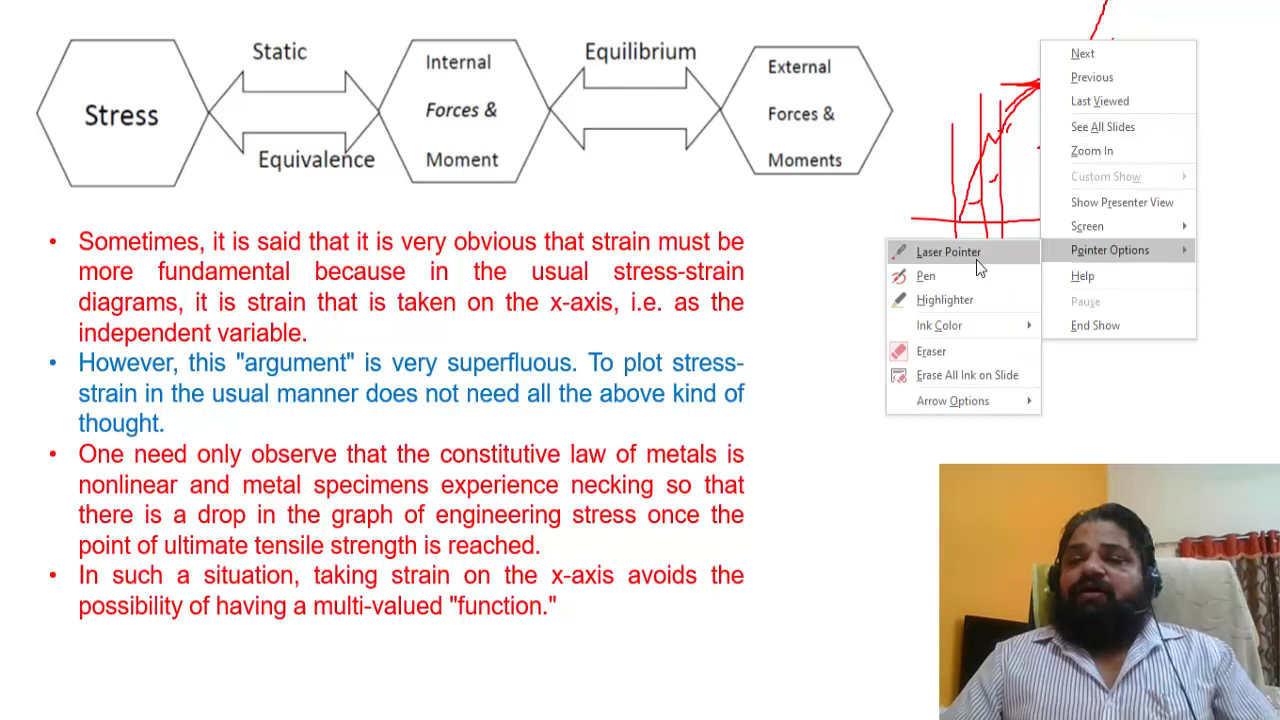 Static
Equilibrium
Stress
Internal
Forces &
Moment
External
Forces &
Moments
Equivalence
• Sometimes, it is said that it is very obvious that strain must be
more fundamental because in the usual stress-strain
diagrams, it is strain that is taken on the x-axis, i.e. as the
independent variable.
• However, this "argument" is very superfluous. To plot stress-
strain in the usual manner does not need all the above kind of
thought.
• One need only observe that the constitutive law of metals is
nonlinear and metal specimens experience necking so that
there is a drop in the graph of engineering stress once the
point of ultimate tensile strength is reached.
• In such a situation, taking strain on the x-axis avoids the
possibility of having a multi-valued "function."
Next
Previous
Last Viewed
See All Slides
Zoom In
Custom Show
Show Presenter View
Screen
Pointer Options
Help
Pause
End Show
Laser Pointer
Pen
Highlighter
Ink Color
Eraser
Erase All Ink on Slide
Arrow Options